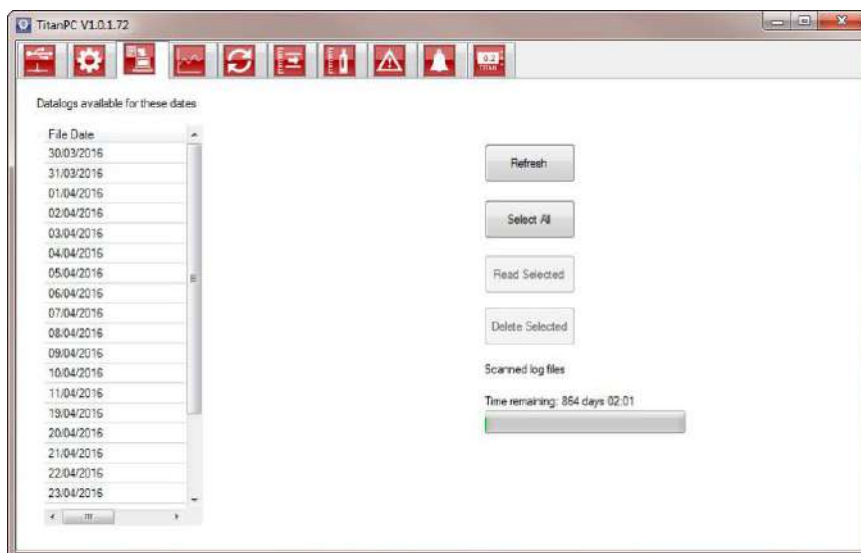 TitanPC V1.0.1.72
0.2
TITAN
Datalogs available for these dates
File Date
30/03/2016
31/03/2016
01/04/2016
02/04/2016
03/04/2016
04/04/2016
05/04/2016
06/04/2016
07/04/2016
08/04/2016
09/04/2016
10/04/2016
11/04/2016
19/04/2016
20/04/2016
21/04/2016
22/04/2016
23/04/2016
Refresh
Select All
Read Selected
Delete Selected
Scanned log files
Time remaining: 864 days 02:01